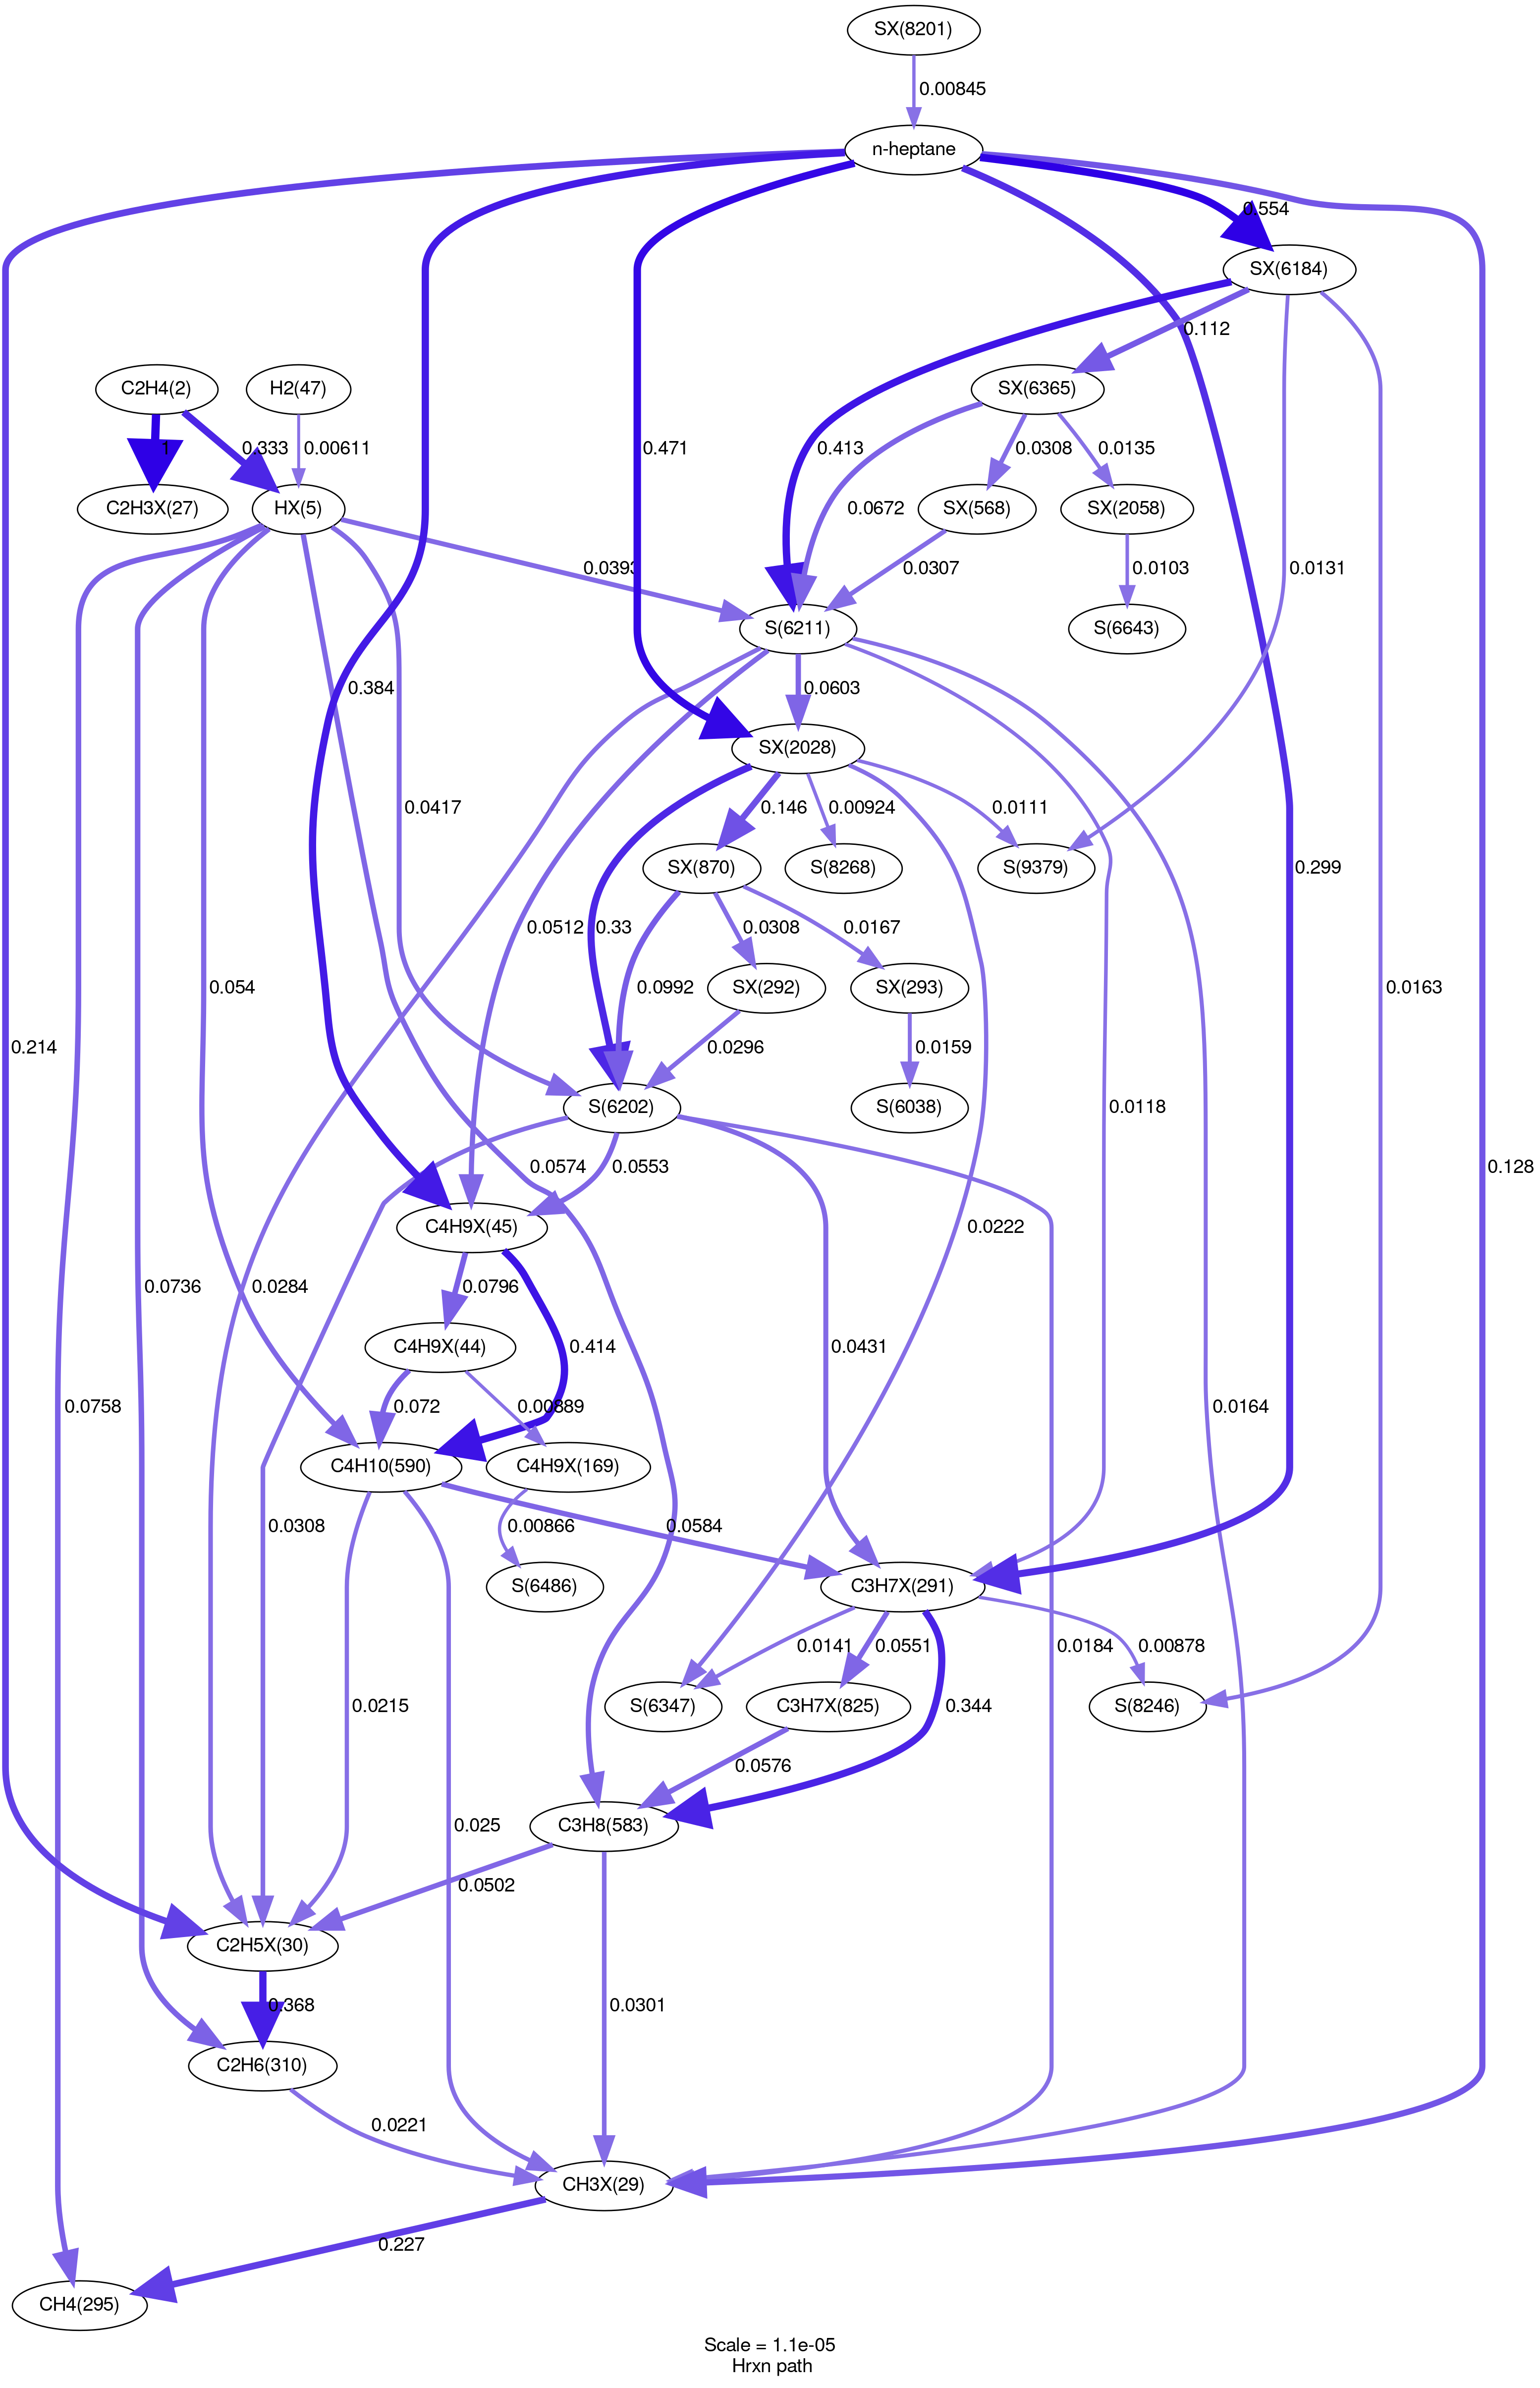 SX(8201)
0.00845
n-heptane
0.554
SX(6184)
0.112
C2H4(2)
H2(47)
SX(6365)
1
0.333
0.00611
0.471
0.413
0.0308
0.0135
C2H3X(27)
HX(5)
SX(568)
SX(2058)
0.0672
0.0393
0.0307
0.0103
0.0131
S(6211)
S(6643)
0.384
0.0603
SX(2028)
0.0417
0.146
0.00924
0.0111
0.299
SX(870)
S(8268)
S(9379)
0.0512
0.33
0.0308
0.0167
0.054
0.0992
SX(292)
SX(293)
0.0163
0.214
0.0296
0.0159
S(6202)
S(6038)
0.0118
0.0574
0.0553
0.128
C4H9X(45)
0.0222
0.0736
0.0284
0.0796
C4H9X(44)
0.414
0.0431
0.0758
0.072
0.00889
0.0164
C4H10(590)
C4H9X(169)
0.0308
0.00866
0.0584
S(6486)
C3H7X(291)
0.0215
0.0141
0.0551
0.0184
0.00878
S(6347)
C3H7X(825)
0.344
S(8246)
0.025
0.0576
C3H8(583)
0.0502
C2H5X(30)
0.368
0.0301
C2H6(310)
0.0221
CH3X(29)
0.227
CH4(295)
Scale = 1.1e-05
Hrxn path